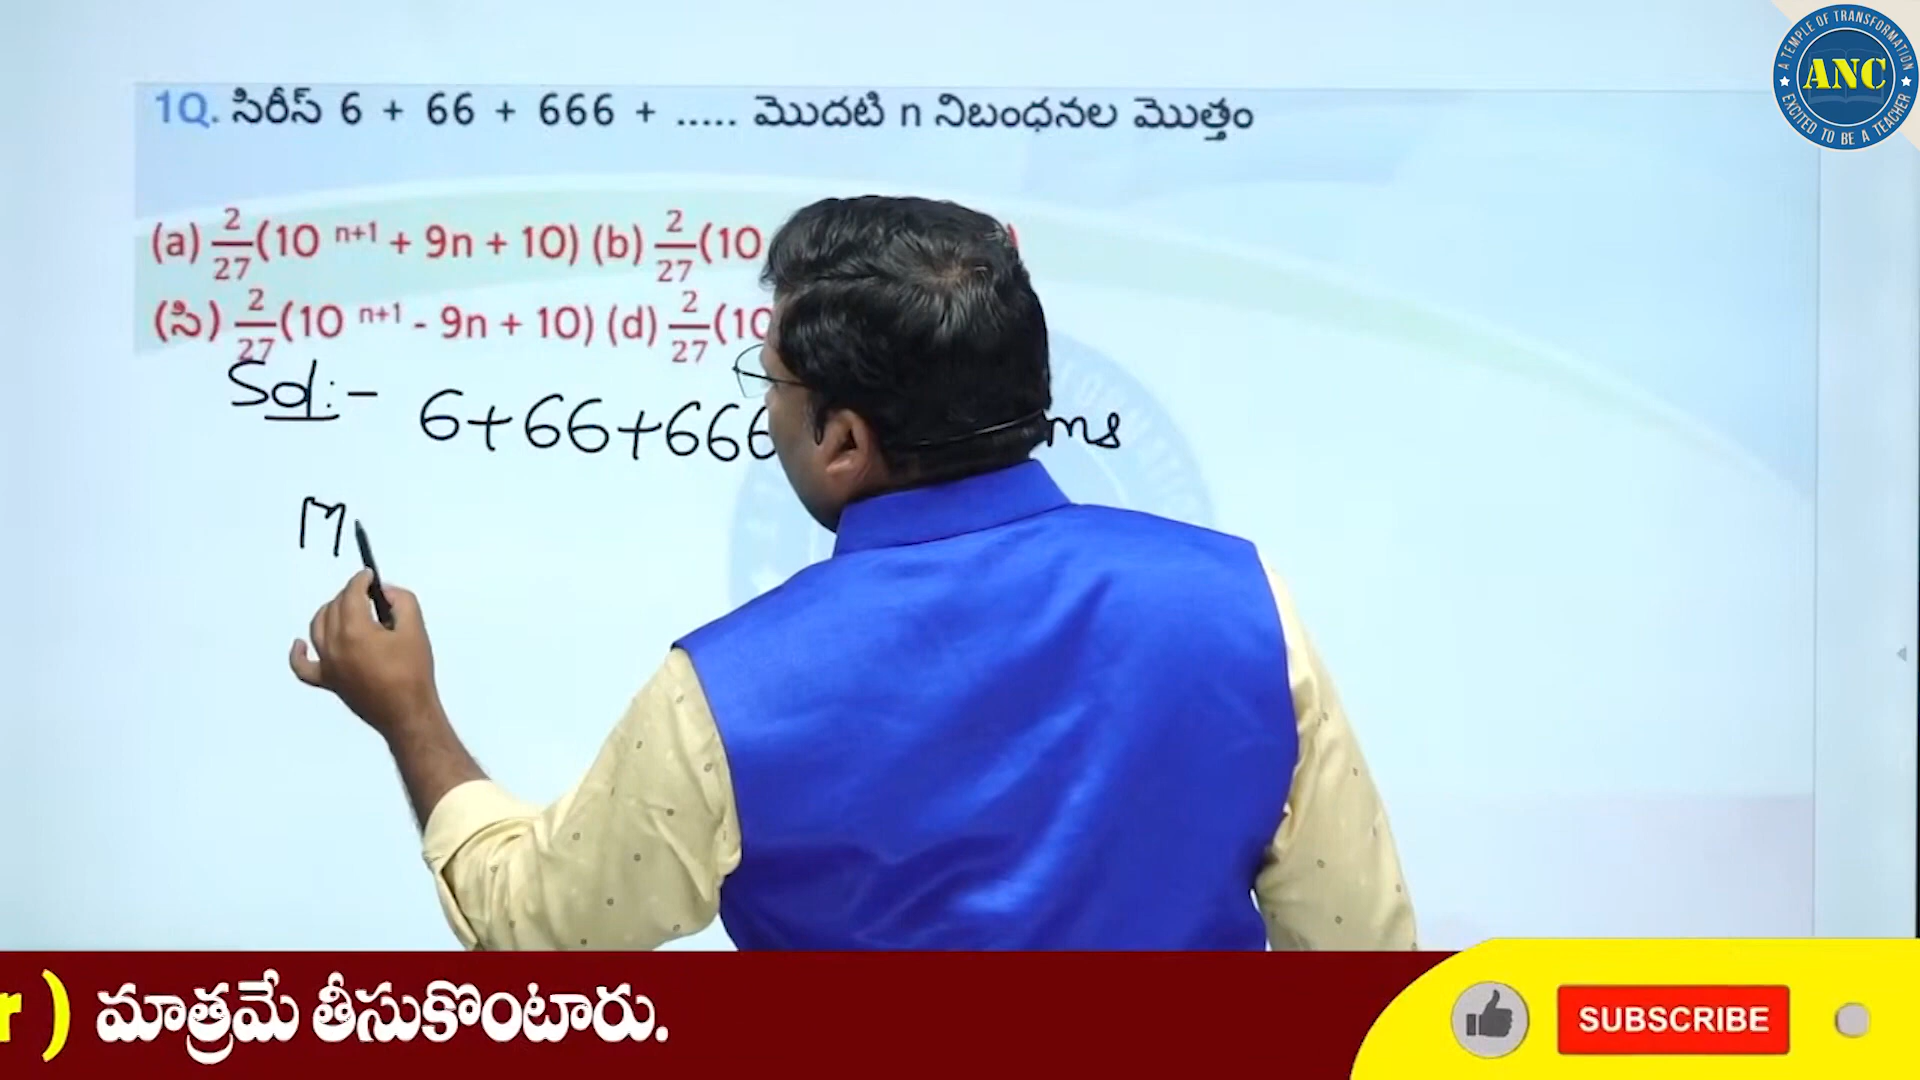 A TEMPLE OF TRANSFORMATION
ANC
EXCITED TO BE A TEACHER
1Q. సిరీస్ 6 + 66 + 666 + ..... మొదటి n నిబంధనల మొత్తం
(a) 2/27 (10 n+1 + 9n + 10) (b) 2/27 (10 )
(సి) 2/27 (10 n+1 - 9n + 10) (d) 2/27 (10
Sol:- 6+66+666 ms
r ) మాత్రమే తీసుకొంటారు.
SUBSCRIBE